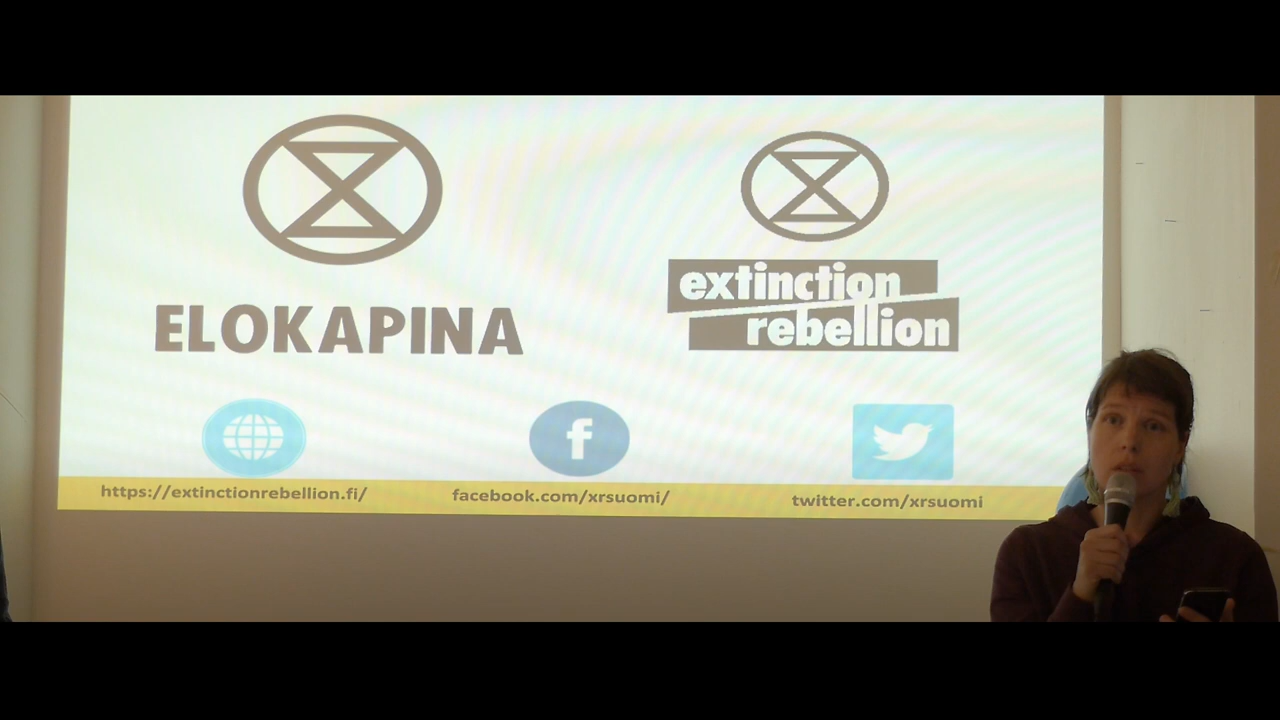 ELOKAPINA
extinction
rebellion
f
https://extinctionrebellion.fi/
facebook.com/xrsuomi/
twitter.com/xrsuomi